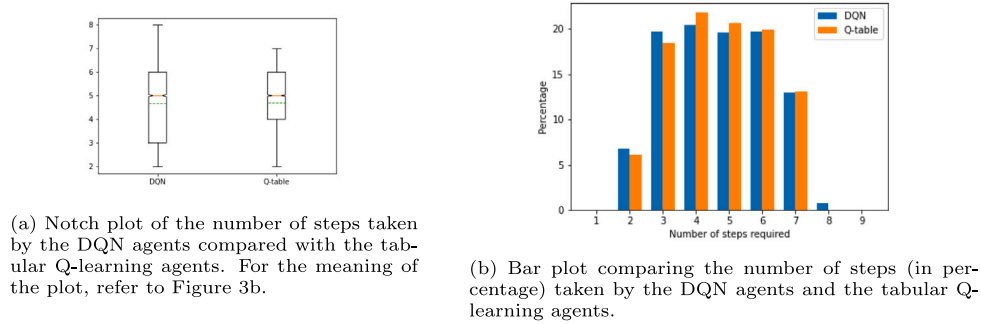 8
7
6
5
4
3
2
DQN
Q-table
(a) Notch plot of the number of steps taken
by the DQN agents compared with the tab-
ular Q-learning agents. For the meaning of
the plot, refer to Figure 3b.
DQN
Q-table
Percentage
20
15
10
5
0
1 2 3 4 5 6 7 8 9
Number of steps required
(b) Bar plot comparing the number of steps (in per-
centage) taken by the DQN agents and the tabular Q-
learning agents.